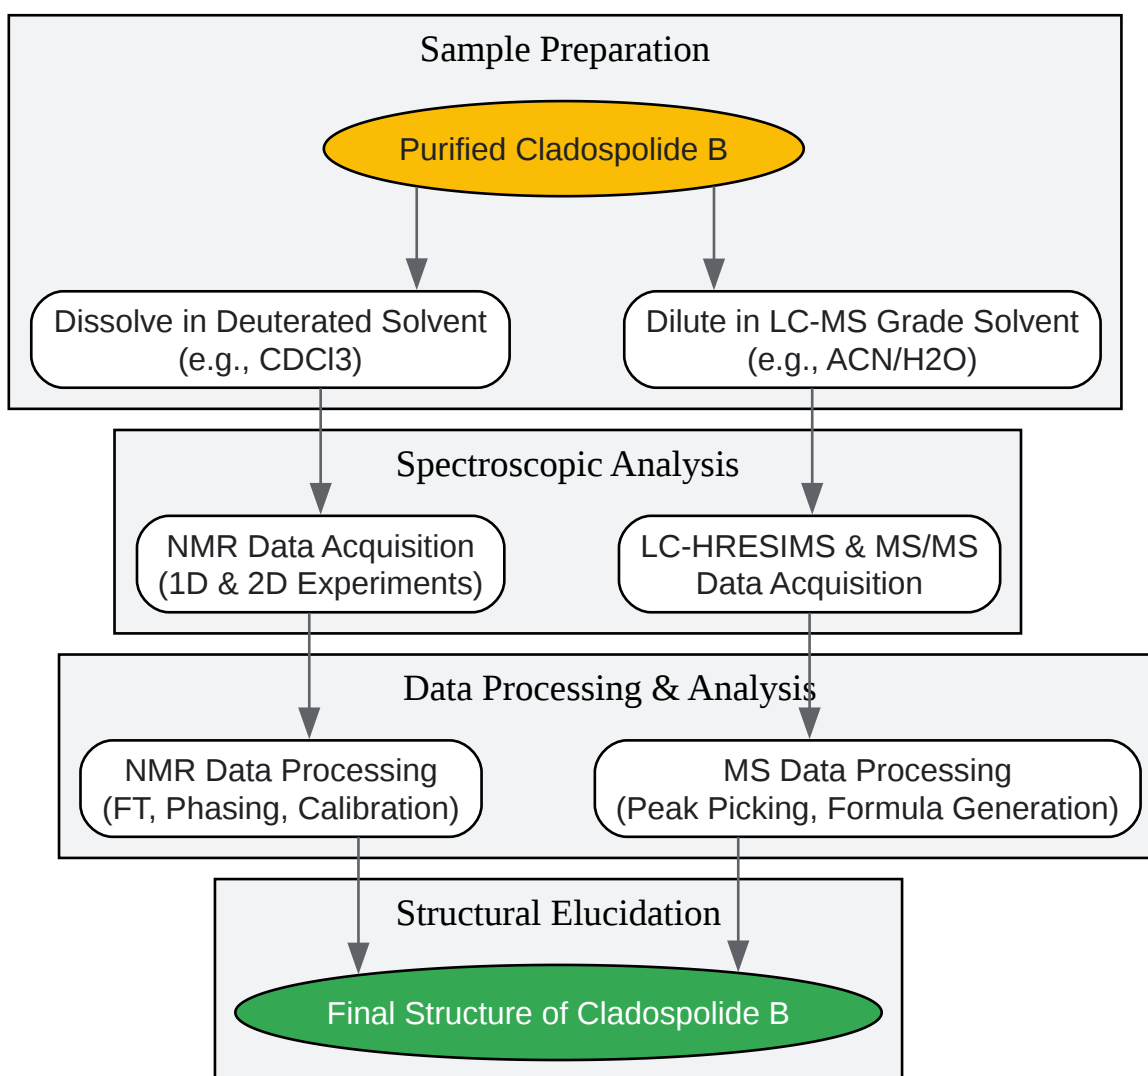 Sample Preparation
Purified Cladospolide B
Dissolve in Deuterated Solvent
(e.g., CDCl3)
Dilute in LC-MS Grade Solvent
(e.g., ACN/H2O)
Spectroscopic Analysis
NMR Data Acquisition
(1D & 2D Experiments)
LC-HRESIMS & MS/MS
Data Acquisition
Data Processing & Analysis
NMR Data Processing
(FT, Phasing, Calibration)
MS Data Processing
(Peak Picking, Formula Generation)
Structural Elucidation
Final Structure of Cladospolide B